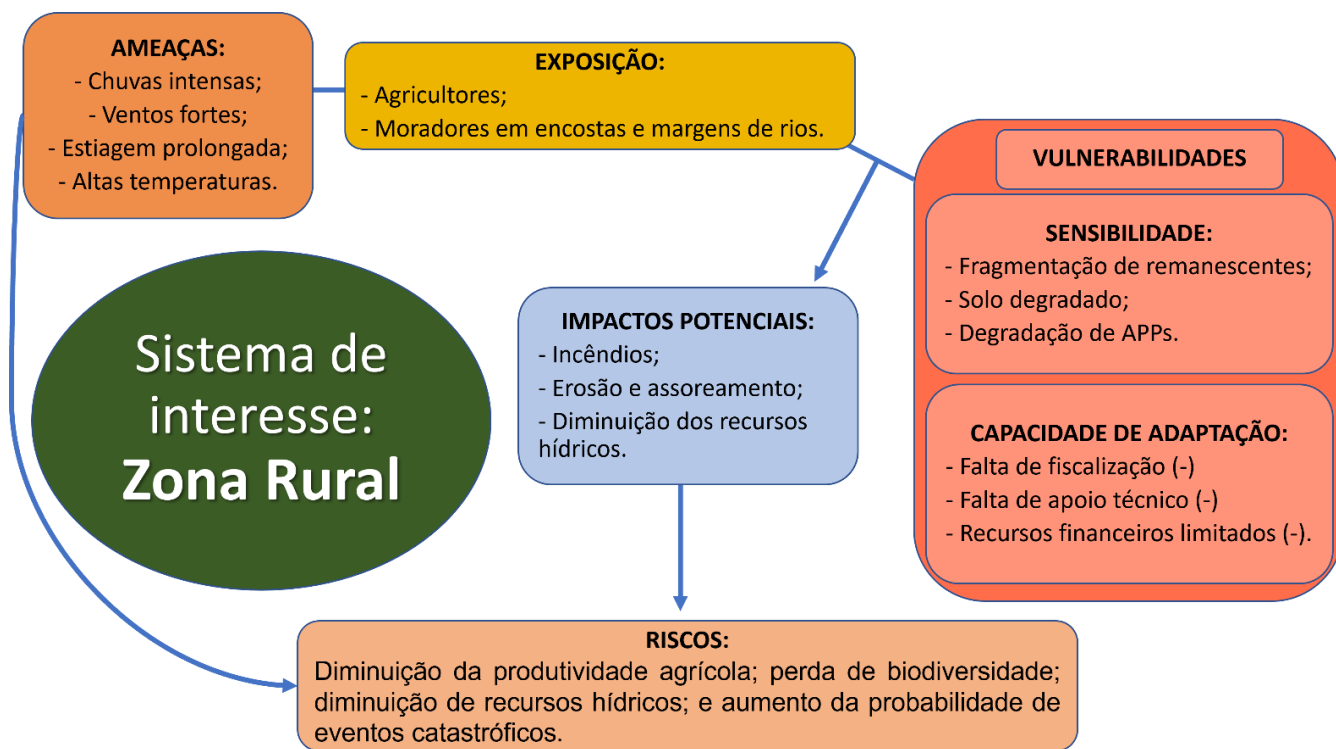 AMEAÇAS:
- Chuvas intensas;
- Ventos fortes;
- Estiagem prolongada;
- Altas temperaturas.
EXPOSIÇÃO:
- Agricultores;
- Moradores em encostas e margens de rios.
VULNERABILIDADES
SENSIBILIDADE:
- Fragmentação de remanescentes;
- Solo degradado;
- Degradação de APPs.
CAPACIDADE DE ADAPTAÇÃO:
- Falta de fiscalização (-)
- Falta de apoio técnico (-)
- Recursos financeiros limitados (-).
Sistema de
interesse:
Zona Rural
IMPACTOS POTENCIAIS:
- Incêndios;
- Erosão e assoreamento;
- Diminuição dos recursos
hídricos.
RISCOS:
Diminuição da produtividade agrícola; perda de biodiversidade;
diminuição de recursos hídricos; e aumento da probabilidade de
eventos catastróficos.